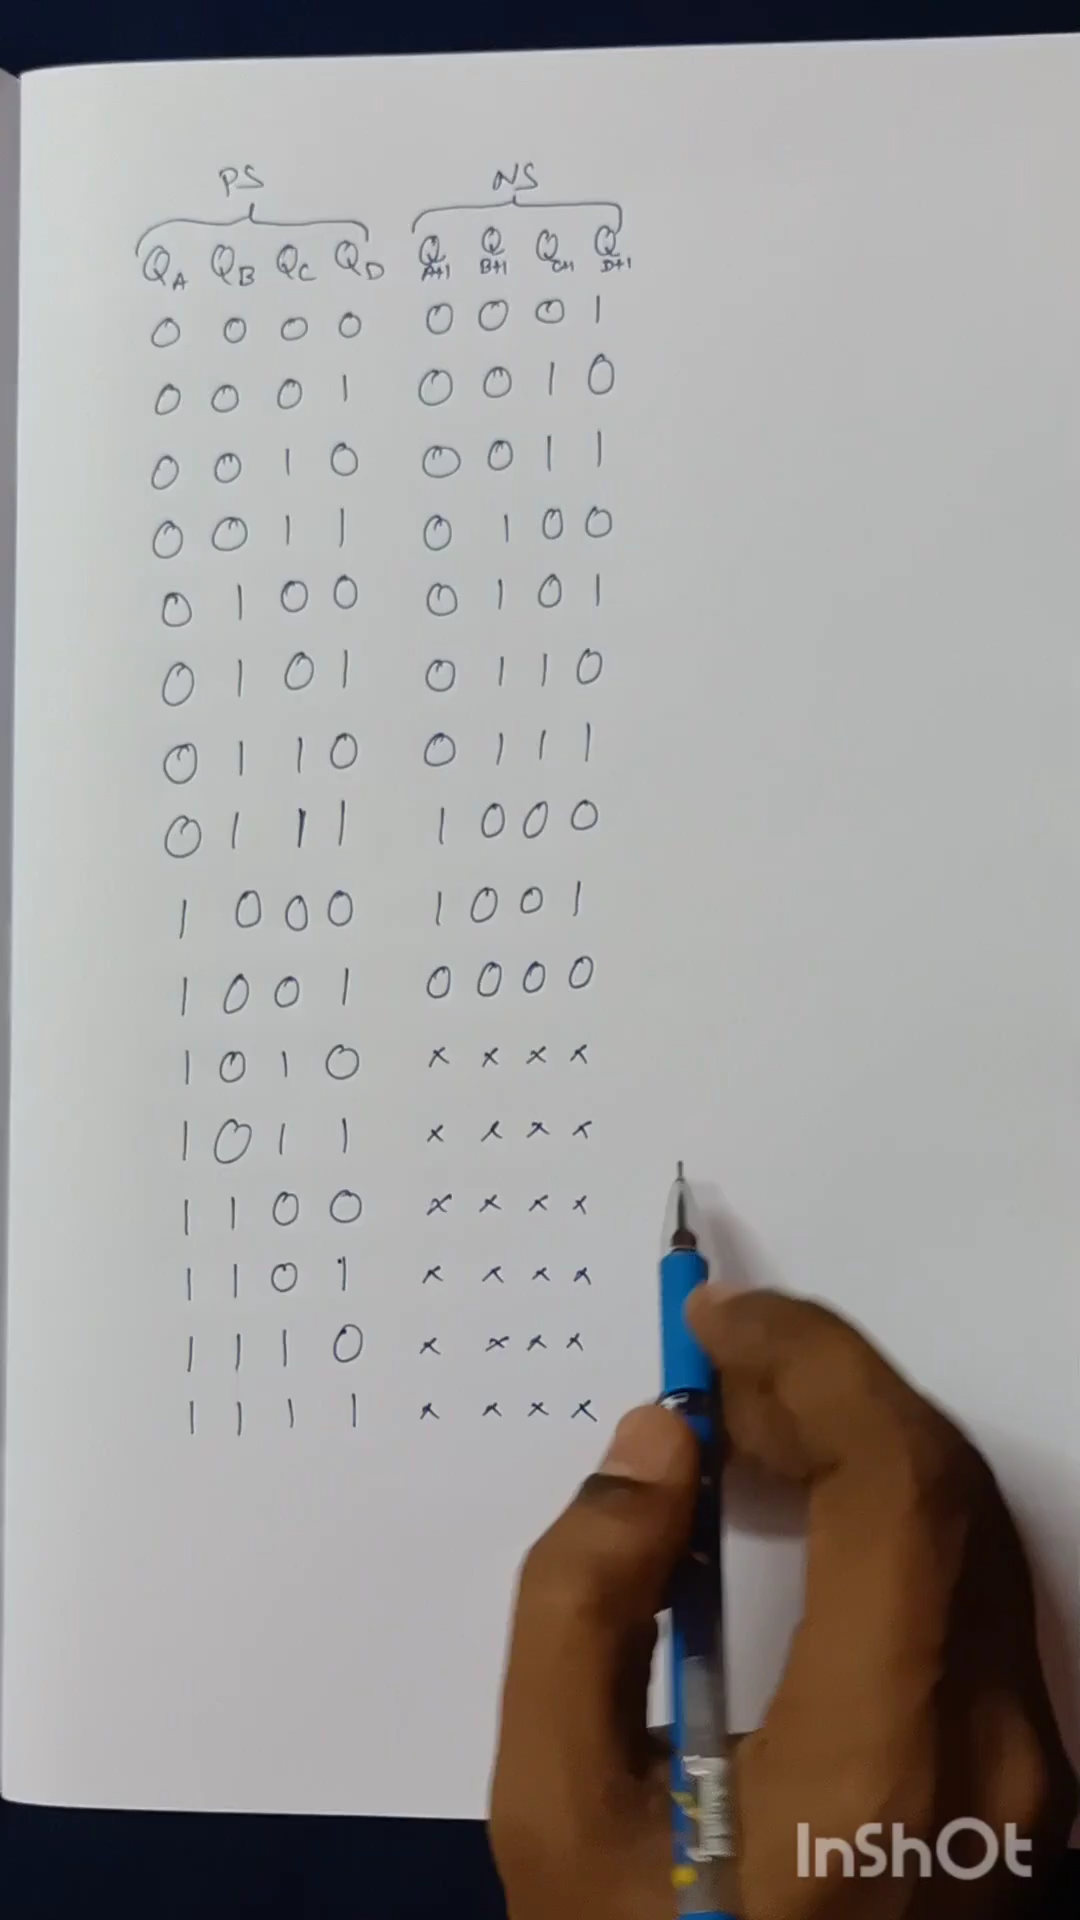 PS NS
QA QB QC QD QA+1 QB+1 QC+1 QD+1
0 0 0 0 0 0 0 1
0 0 0 1 0 0 1 0
0 0 1 0 0 0 1 1
0 0 1 1 0 1 0 0
0 1 0 0 0 1 0 1
0 1 0 1 0 1 1 0
0 1 1 0 0 1 1 1
0 1 1 1 1 0 0 0
1 0 0 0 1 0 0 1
1 0 0 1 0 0 0 0
1 0 1 0 x x x x
1 0 1 1 x x x x
1 1 0 0 x x x x
1 1 0 1 x x x x
1 1 1 0 x x x x
1 1 1 1 x x x x
InShOt